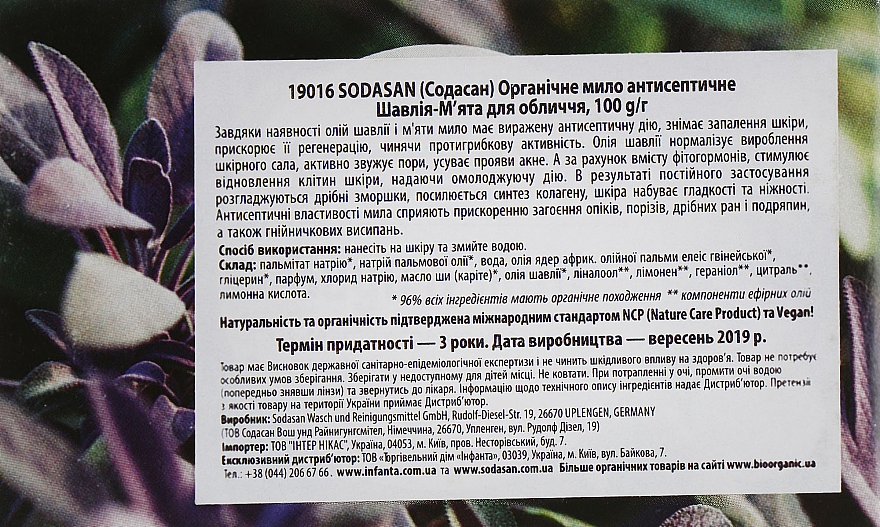 19016 SODASAN (Содасан) Органічне мило антисептичне
Шавлія-М’ята для обличчя, 100 g/г
Завдяки наявності олій шавлії і м'яти мило має виражену антисептичну дію, знімає запалення шкіри,
прискорює її регенерацію, чинячи протигрибкову активність. Олія шавлії нормалізує вироблення
шкірного сала, активно звужує пори, усуває прояви акне. А за рахунок вмісту фітогормонів, стимулює
відновлення клітин шкіри, надаючи омолоджуючу дію. В результаті постійного застосування
розгладжуються дрібні зморшки, посилюється синтез колагену, шкіра набуває гладкості та ніжності.
Антисептичні властивості мила сприяють прискоренню загоєння опіків, порізів, дрібних ран і подряпин,
а також гнійничкових висипань.
Спосіб використання: нанесіть на шкіру та змийте водою.
Склад: пальмітат натрію*, натрій пальмової олії*, вода, олія ядер африк. олійної пальми елеіс гвінейської*,
гліцерин*, парфум, хлорид натрію, масло ши (каріте)*, олія шавлії*, ліналоол**, лімонен**, гераніол**, цитраль**,
лимонна кислота.
* 96% всіх інгредієнтів мають органічне походження ** компоненти ефірних олій
Натуральність та органічність підтверджена міжнародним стандартом NCP (Nature Care Product) та Vegan!
Термін придатності — 3 роки. Дата виробництва — вересень 2019 р.
Товар має Висновок державної санітарно-епідеміологічної експертизи і не чинить шкідливого впливу на здоров'я. Товар не потребує
особливих умов зберігання. Зберігати у недоступному для дітей місці. Не ковтати. При потрапленні у очі, промити очі водою
(попередньо знявши лінзи) та звернутись до лікаря. Інформацію щодо технічного опису інгредієнтів надає Дистриб’ютор. Претензії
з якості товару на території України приймає Дистриб’ютор.
Виробник: Sodasan Wasch und Reinigungsmittel GmbH, Rudolf-Diesel-Str. 19, 26670 UPLENGEN, GERMANY
(ТОВ Содасан Вош унд Райнигунгсмітел, Німеччина, 26670, Упленген, вул. Рудолф Дізел, 19)
Імпортер: ТОВ "ІНТЕР НІКАС", Україна, 04053, м. Київ, пров. Несторівський, буд. 7.
Ексклюзивний дистриб’ютор: ТОВ «Торгівельний дім «Інфанта», 03039, Україна, м. Київ, вул. Байкова, 7.
Тел.: +38 (044) 206 67 66. www.infanta.com.ua та www.sodasan.com.ua Більше органічних товарів на сайті www.bioorganic.ua